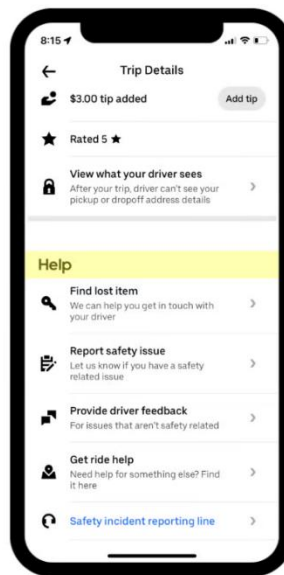 8:15
Trip Details
$3.00 tip added
Add tip
Rated 5 ★
View what your driver sees
After your trip, driver can't see your
pickup or dropoff address details
Help
Find lost item
We can help you get in touch with
your driver
Report safety issue
Let us know if you have a safety
related issue
Provide driver feedback
For issues that aren't safety related
Get ride help
Need help for something else? Find
it here
Safety incident reporting line